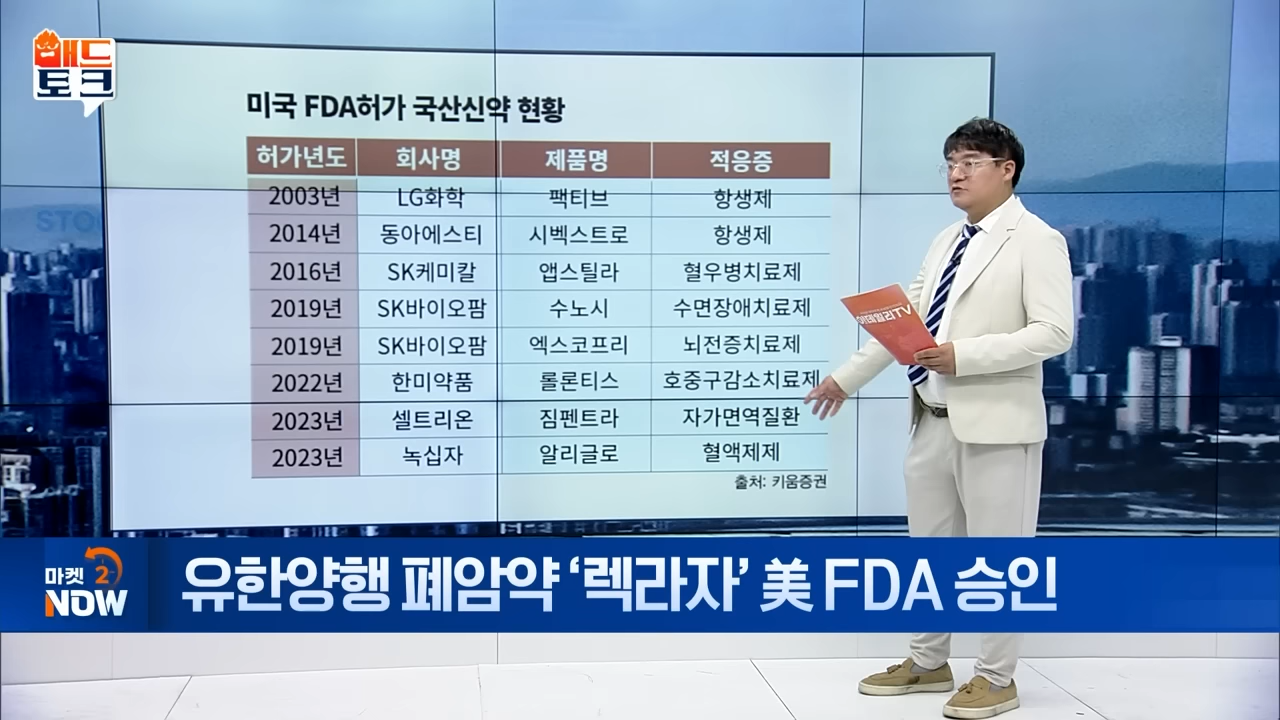 매드
토크
미국 FDA허가 국산신약 현황
허가년도 회사명 제품명 적응증
2003년 LG화학 팩티브 항생제
2014년 동아에스티 시벡스트로 항생제
2016년 SK케미칼 앱스틸라 혈우병치료제
2019년 SK바이오팜 수노시 수면장애치료제
2019년 SK바이오팜 엑스코프리 뇌전증치료제
2022년 한미약품 롤론티스 호중구감소치료제
2023년 셀트리온 짐펜트라 자가면역질환
2023년 녹십자 알리글로 혈액제제
출처: 키움증권
이데일리TV
마켓 2
NOW
유한양행 폐암약 ‘렉라자’ 美 FDA 승인